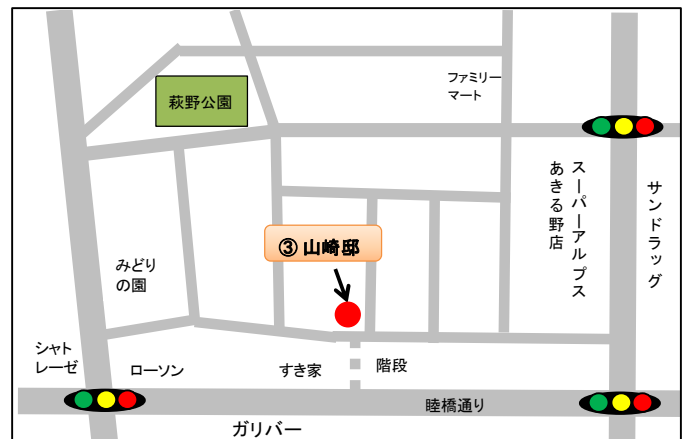 ファミリー
マート
萩野公園
スーパーアルプス
あきる野店
サンドラッグ
③ 山崎邸
みどり
の園
シャト
レーゼ
ローソン
すき家
階段
睦橋通り
ガリバー